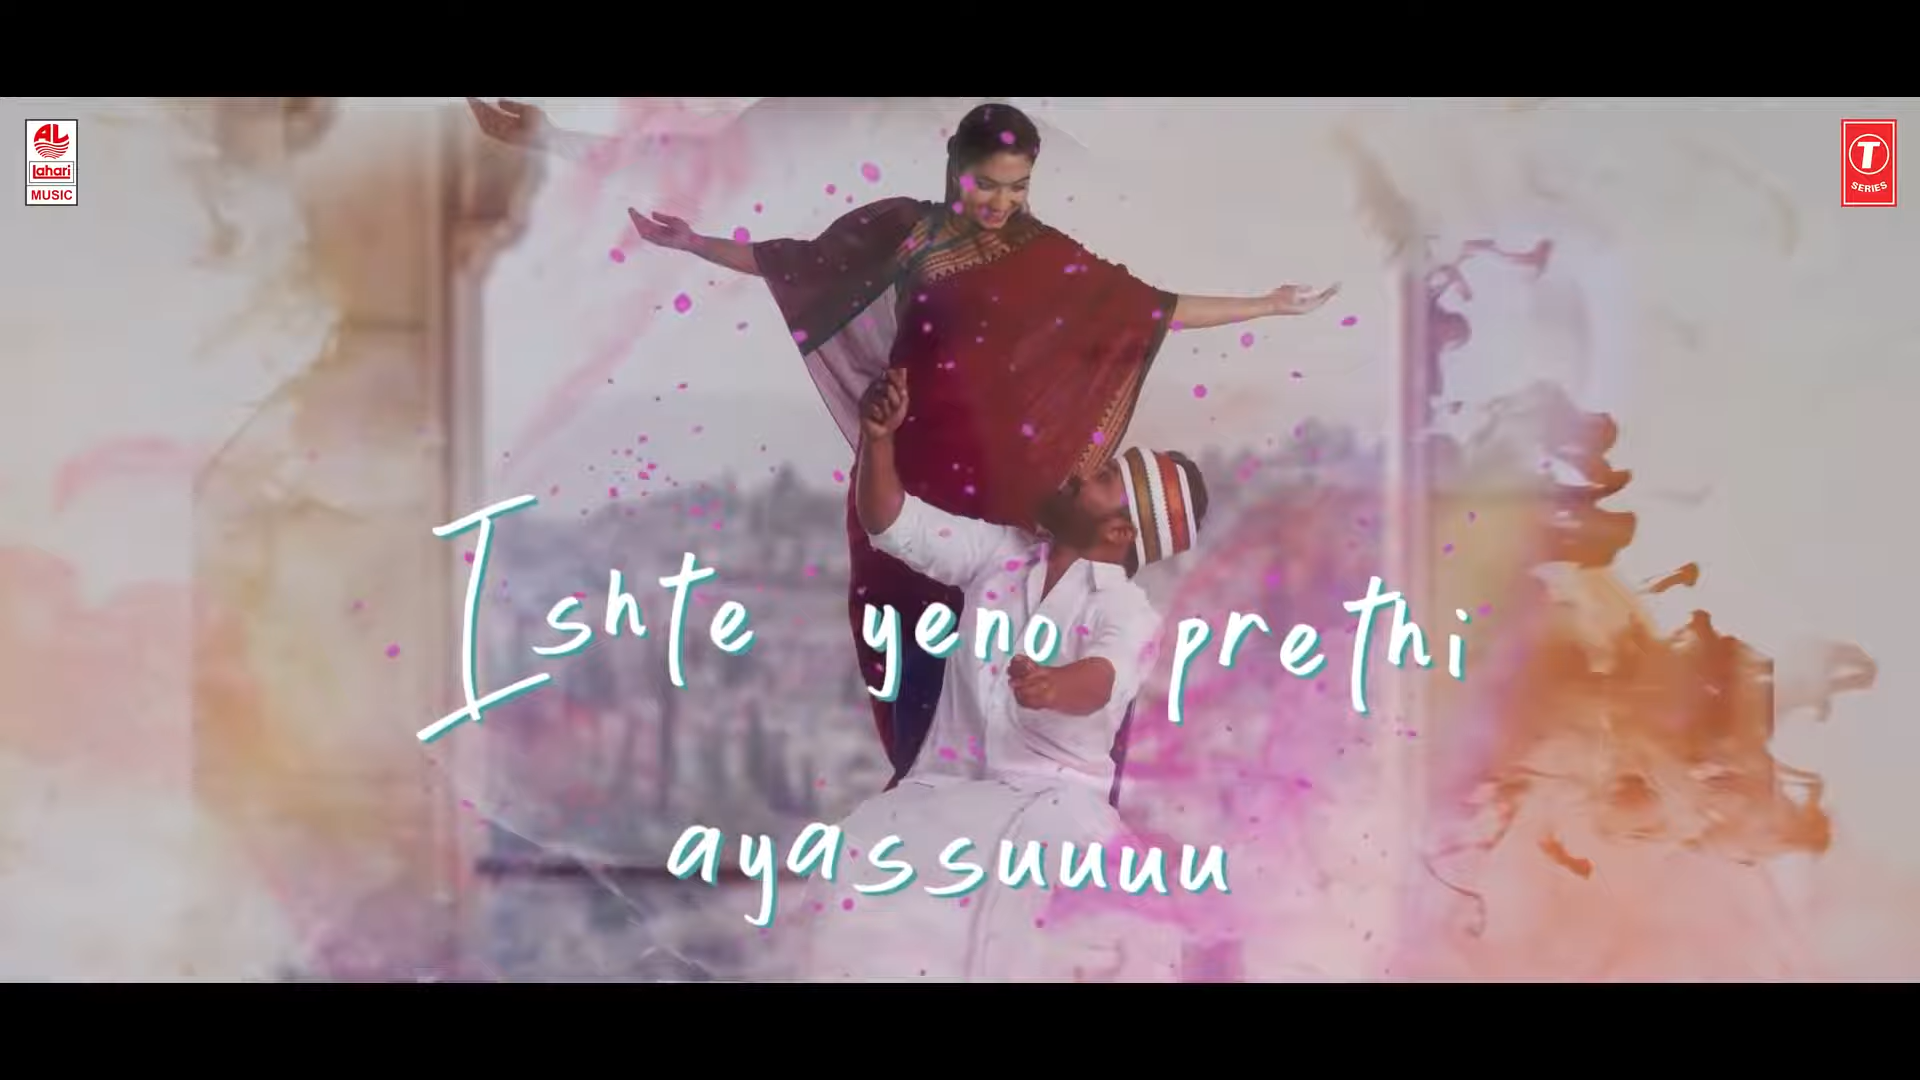 AL
lahari
MUSIC
T
SERIES
Ishte yeno prethi
ayassuuuu